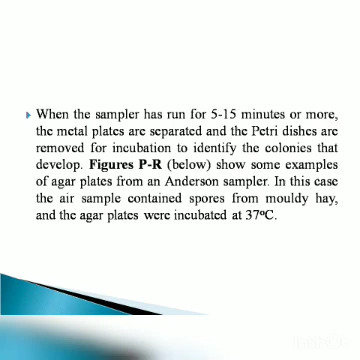 When the sampler has run for 5-15 minutes or more,
the metal plates are separated and the Petri dishes are
removed for incubation to identify the colonies that
develop. Figures P-R (below) show some examples
of agar plates from an Anderson sampler. In this case
the air sample contained spores from mouldy hay,
and the agar plates were incubated at 37ºC.